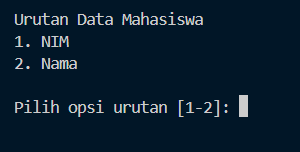 Urutan Data Mahasiswa
1. NIM
2. Nama
Pilih opsi urutan [1-2]: